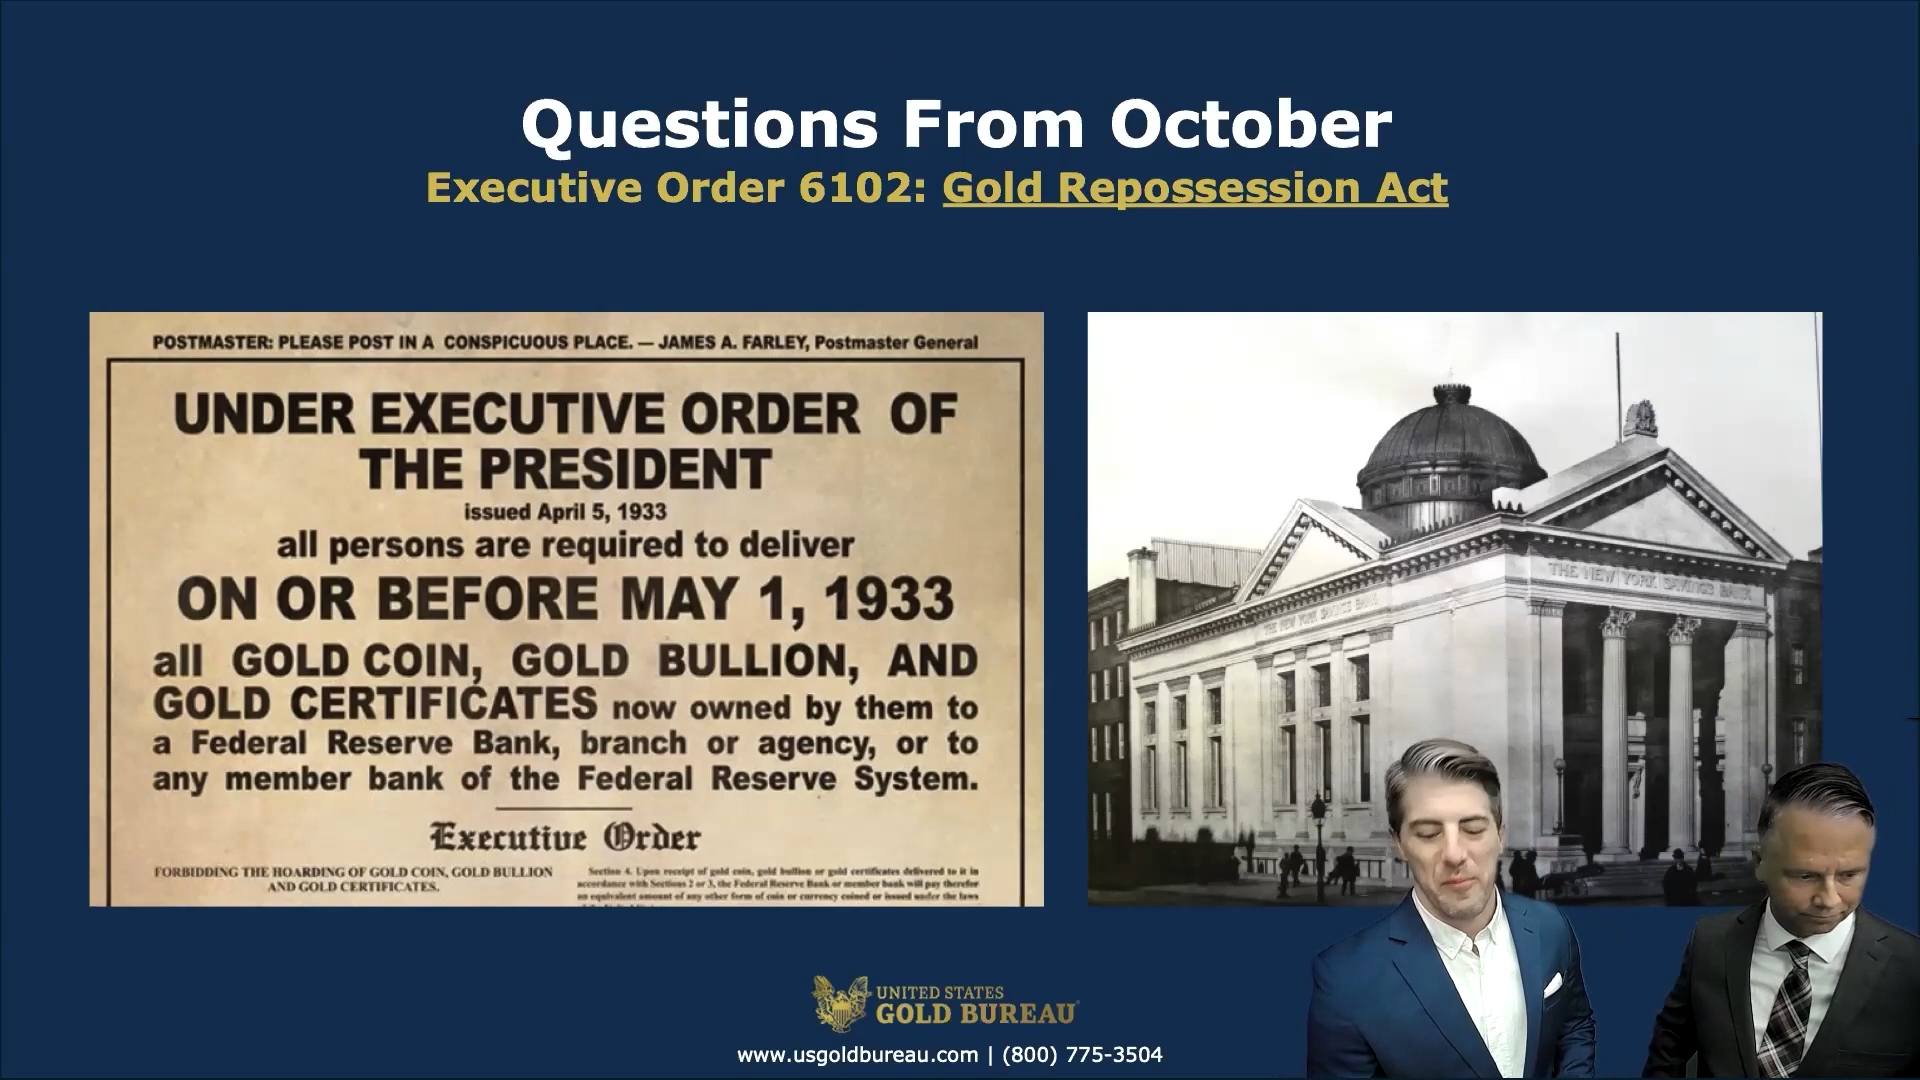 Questions From October
Executive Order 6102: Gold Repossession Act
POSTMASTER: PLEASE POST IN A CONSPICUOUS PLACE. — JAMES A. FARLEY, Postmaster General
UNDER EXECUTIVE ORDER OF
THE PRESIDENT
issued April 5, 1933
all persons are required to deliver
ON OR BEFORE MAY 1, 1933
all GOLD COIN, GOLD BULLION, AND
GOLD CERTIFICATES now owned by them to
a Federal Reserve Bank, branch or agency, or to
any member bank of the Federal Reserve System.
Executive Order
FORBIDDING THE HOARDING OF GOLD COIN, GOLD BULLION
AND GOLD CERTIFICATES.
Section 4. Upon receipt of gold coin, gold bullion or gold certificates delivered to it in
accordance with Sections 2 or 3, the Federal Reserve Bank or member bank will pay therefor
an equivalent amount of any other form of coin or currency coined or issued under the laws
THE NEW YORK SAVINGS BANK
THE NEW YORK SAVINGS BANK
UNITED STATES
GOLD BUREAU
www.usgoldbureau.com | (800) 775-3504